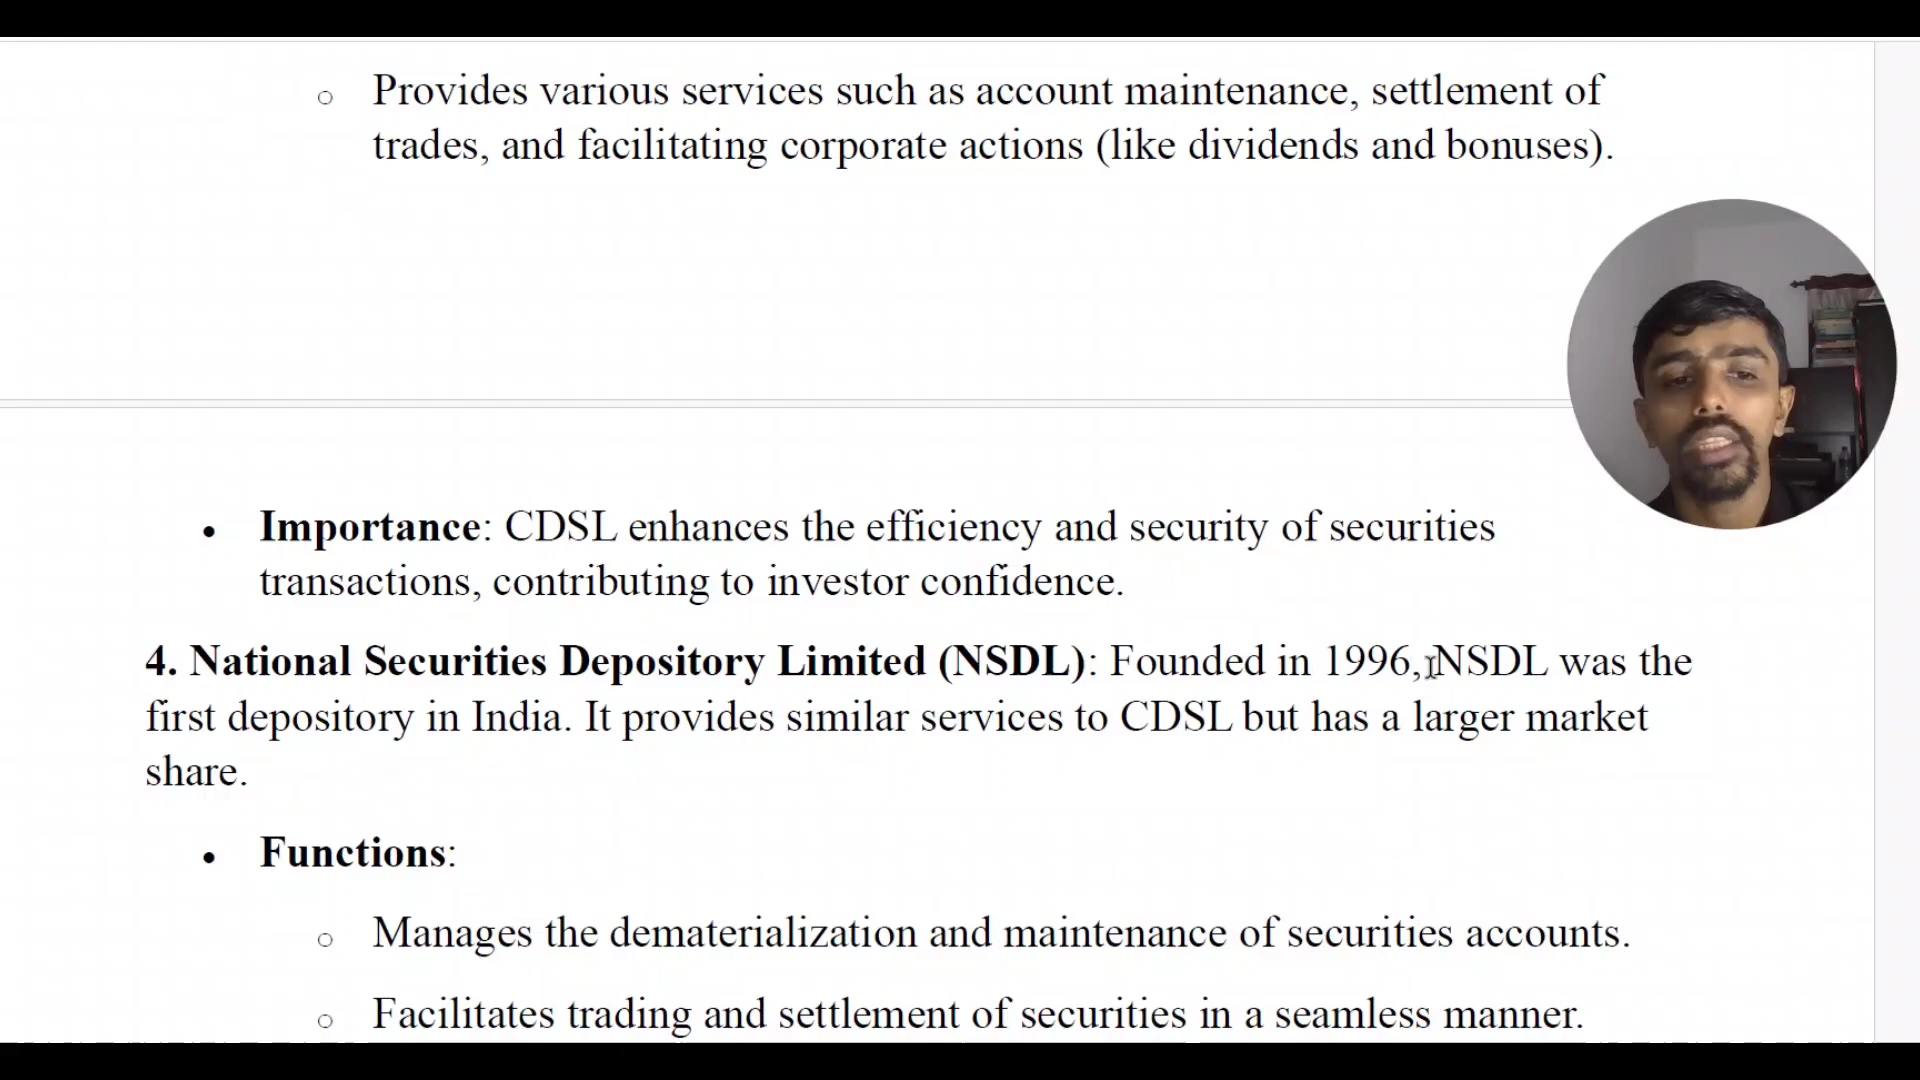 ○ Provides various services such as account maintenance, settlement of
trades, and facilitating corporate actions (like dividends and bonuses).
• Importance: CDSL enhances the efficiency and security of securities
transactions, contributing to investor confidence.
4. National Securities Depository Limited (NSDL): Founded in 1996, NSDL was the
first depository in India. It provides similar services to CDSL but has a larger market
share.
• Functions:
○ Manages the dematerialization and maintenance of securities accounts.
○ Facilitates trading and settlement of securities in a seamless manner.